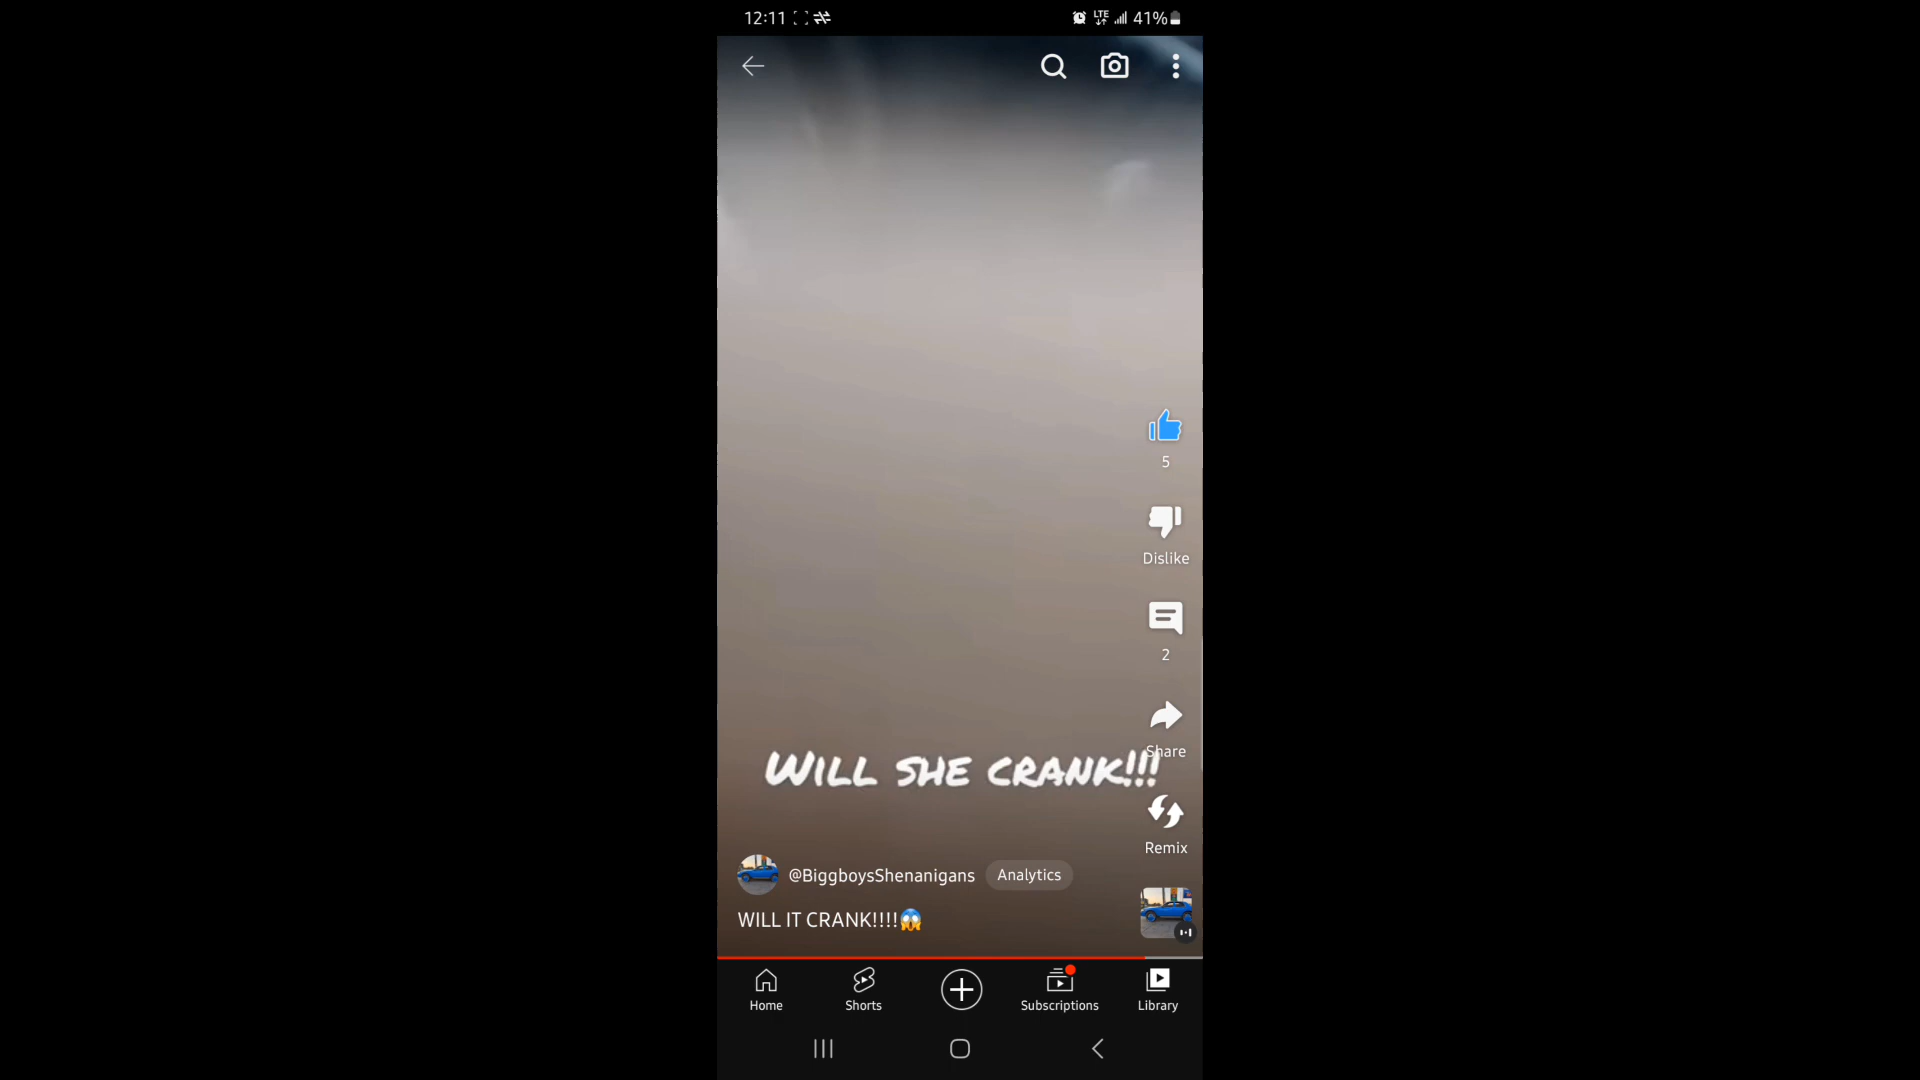 12:11
LTE 41%
5
Dislike
2
Share
WILL SHE CRANK!!!
Remix
@BiggboysShenanigans Analytics
WILL IT CRANK!!!!😱
Home Shorts Subscriptions Library